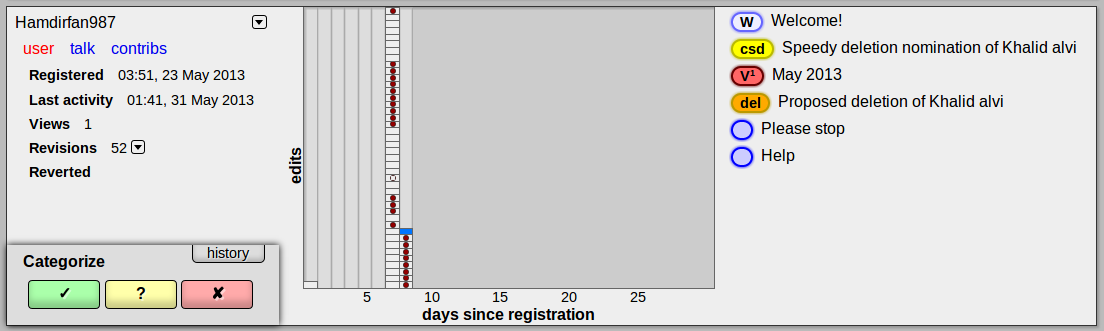 Hamdirfan987
user talk contribs
Registered 03:51, 23 May 2013
Last activity 01:41, 31 May 2013
Views 1
Revisions 52
Reverted
Categorize
history
✓ ? ✘
edits
5 10 15 20 25
days since registration
W Welcome!
csd Speedy deletion nomination of Khalid alvi
V¹ May 2013
del Proposed deletion of Khalid alvi
Please stop
Help